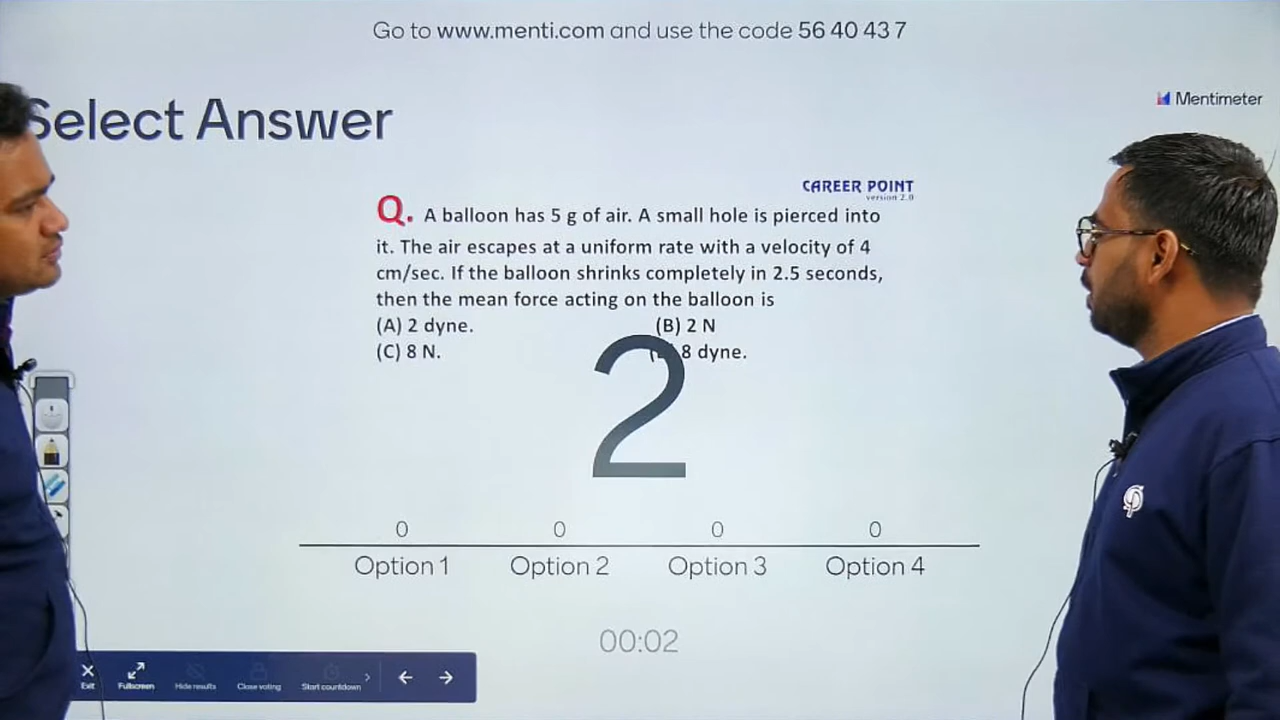 Go to www.menti.com and use the code 56 40 43 7
Mentimeter
Select Answer
CAREER POINT
version 2.0
Q. A balloon has 5 g of air. A small hole is pierced into
it. The air escapes at a uniform rate with a velocity of 4
cm/sec. If the balloon shrinks completely in 2.5 seconds,
then the mean force acting on the balloon is
(A) 2 dyne. (B) 2 N
(C) 8 N. 8 dyne.
2
0 0 0 0
Option 1 Option 2 Option 3 Option 4
00:02
Exit Fullscreen Hide results Close voting Start countdown